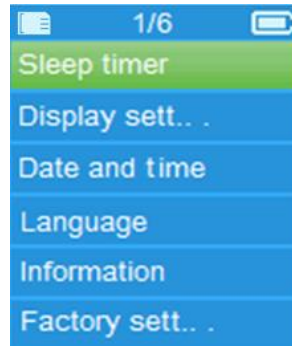 1/6
Sleep timer
Display sett.. .
Date and time
Language
Information
Factory sett.. .